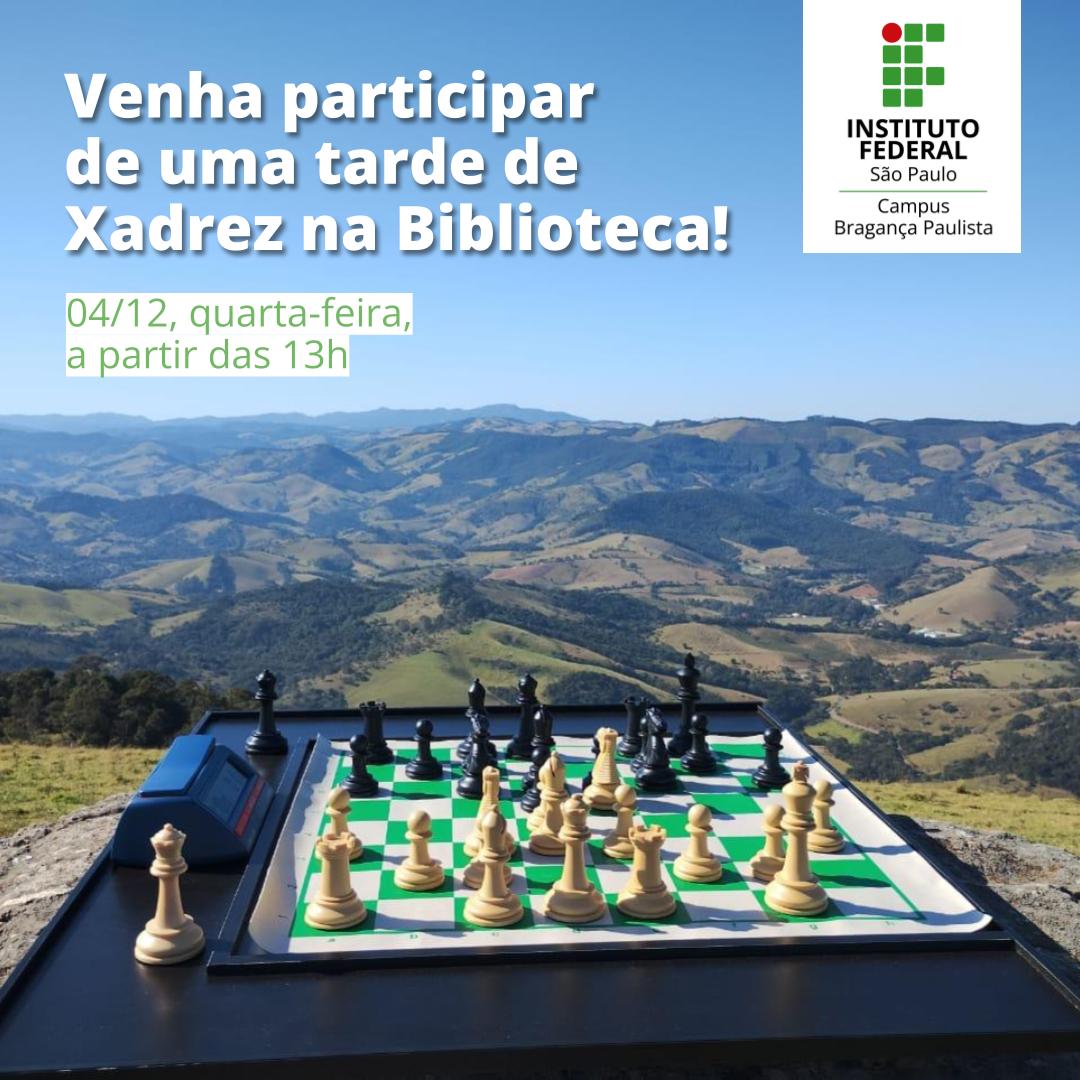 Venha participar
de uma tarde de
Xadrez na Biblioteca!
04/12, quarta-feira,
a partir das 13h
INSTITUTO
FEDERAL
São Paulo
Campus
Bragança Paulista